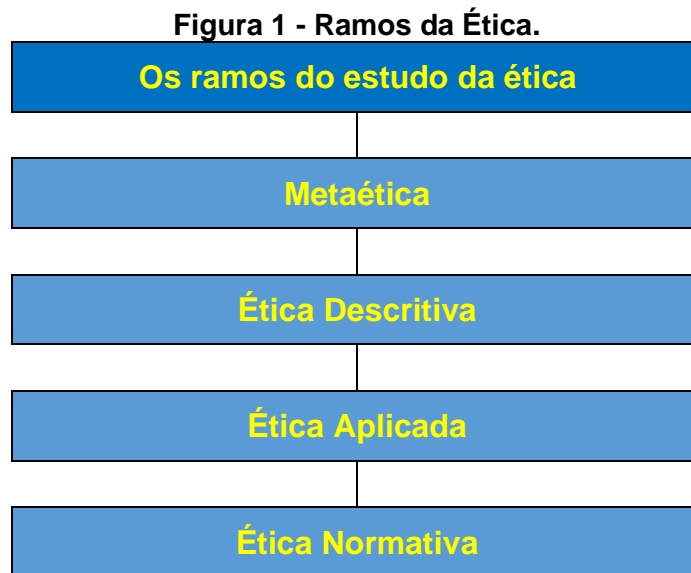 Figura 1 - Ramos da Ética.
Os ramos do estudo da ética
Metaética
Ética Descritiva
Ética Aplicada
Ética Normativa